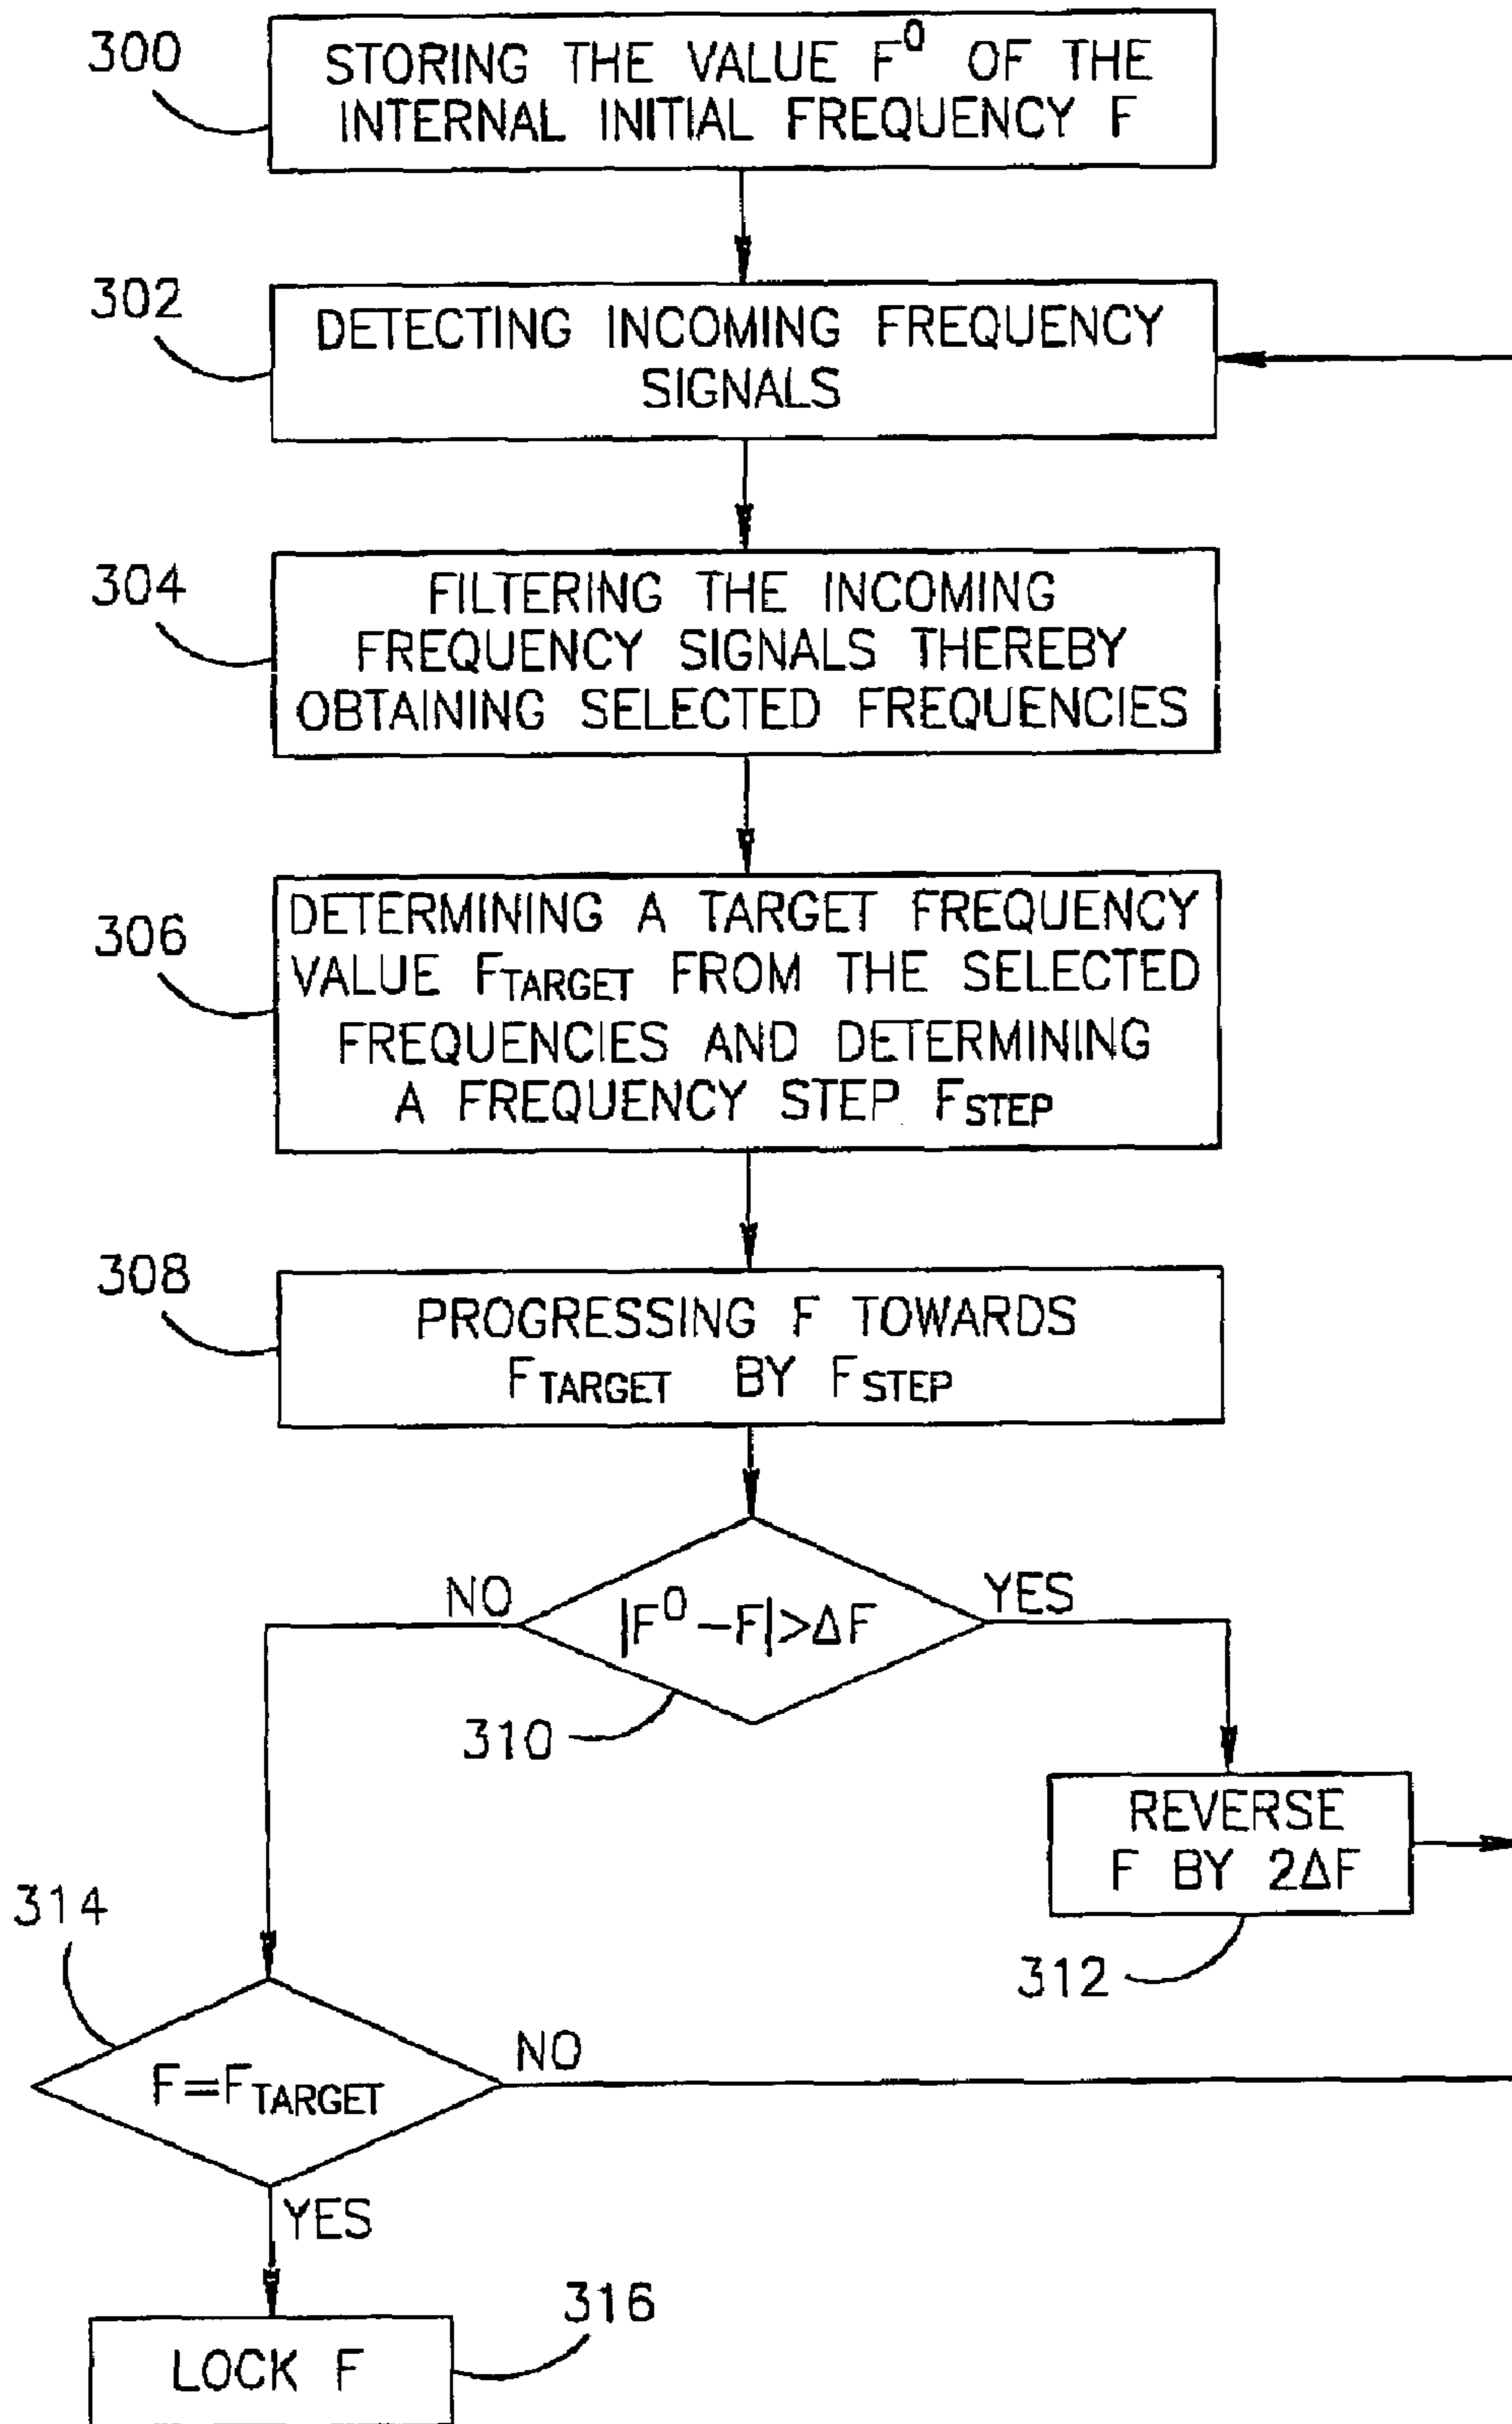 300
STORING THE VALUE F⁰ OF THE
INTERNAL INITIAL FREQUENCY F
302
DETECTING INCOMING FREQUENCY
SIGNALS
304
FILTERING THE INCOMING
FREQUENCY SIGNALS THEREBY
OBTAINING SELECTED FREQUENCIES
306
DETERMINING A TARGET FREQUENCY
VALUE FTARGET FROM THE SELECTED
FREQUENCIES AND DETERMINING
A FREQUENCY STEP FSTEP
308
PROGRESSING F TOWARDS
FTARGET BY FSTEP
NO
YES
|F⁰-F|>ΔF
310
REVERSE
F BY 2ΔF
312
314
NO
F=FTARGET
YES
316
LOCK F